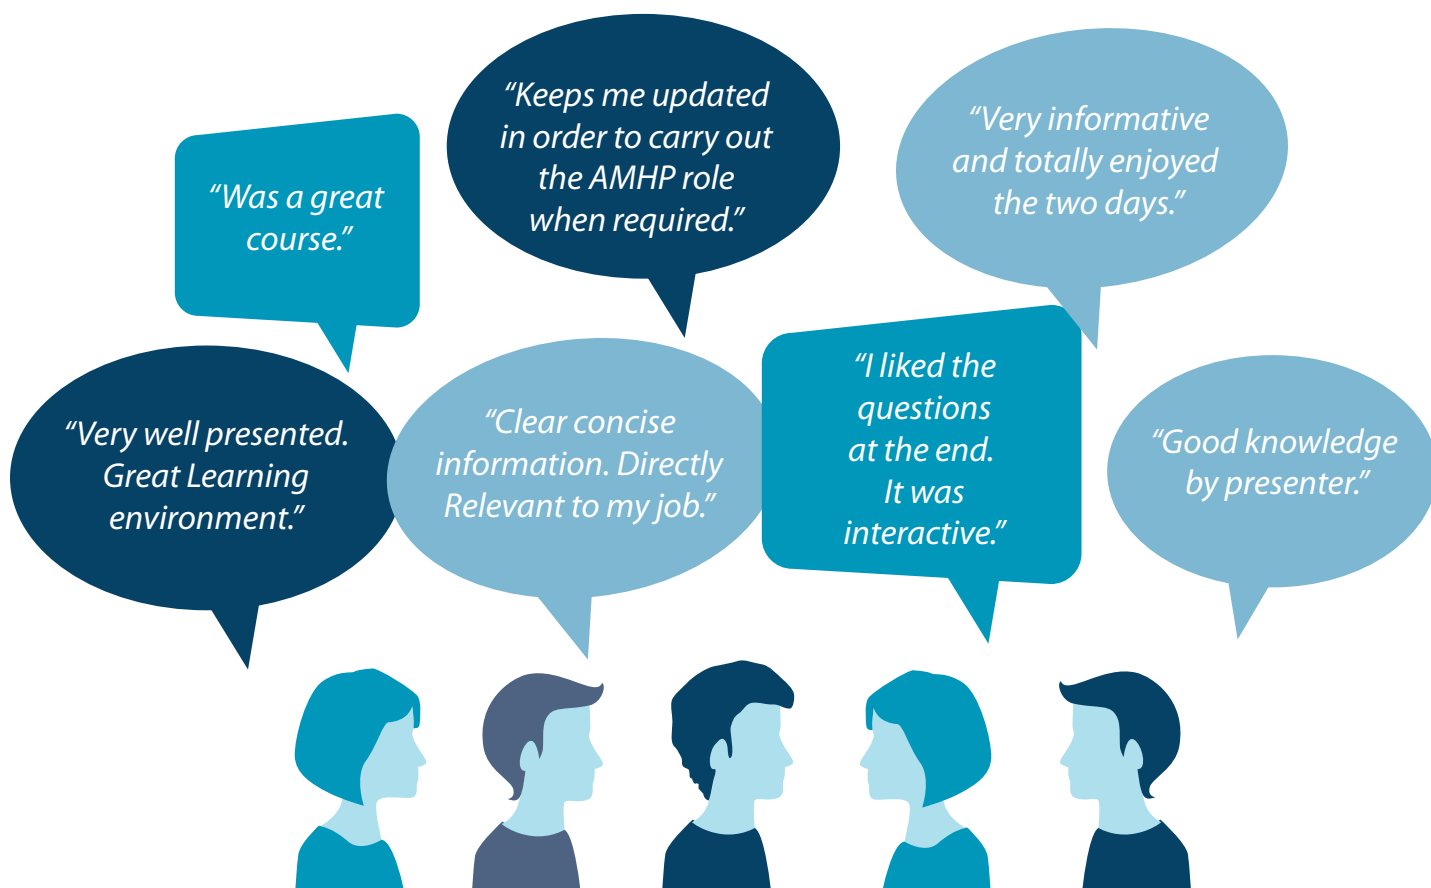 “Was a great
course.”
“Keeps me updated
in order to carry out
the AMHP role
when required.”
“Very informative
and totally enjoyed
the two days.”
“Very well presented.
Great Learning
environment.”
“Clear concise
information. Directly
Relevant to my job.”
“I liked the
questions
at the end.
It was
interactive.”
“Good knowledge
by presenter.”